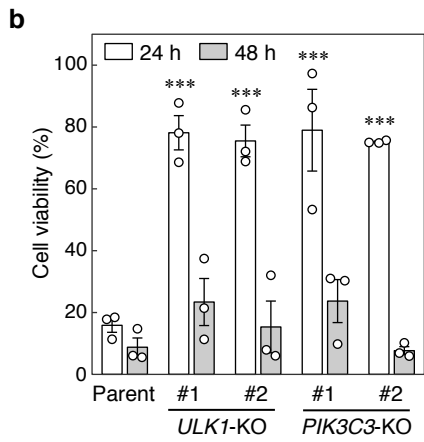 b
24 h 48 h
*** *** *** ***
Cell viability (%)
100
80
60
40
20
0
Parent #1 #2 #1 #2
ULK1-KO PIK3C3-KO